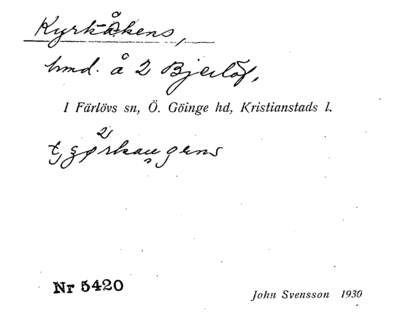 Kyrkåkens,
hmd. å 2 Bjerlöf,
I Färlövs sn, Ö. Göinge hd, Kristianstads l.
Nr 5420
John Svensson 1930